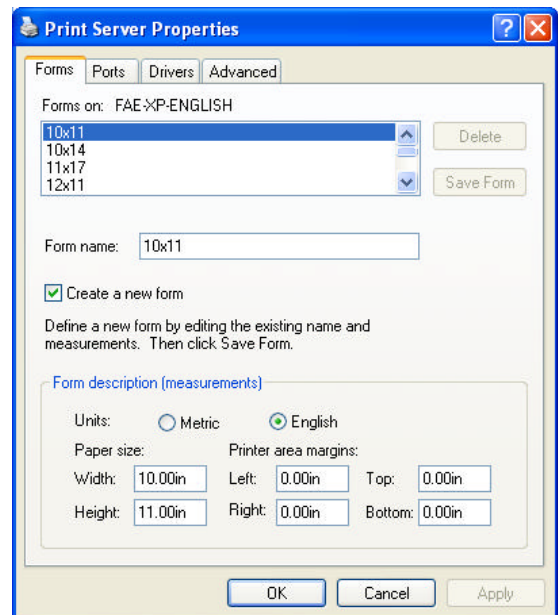 Print Server Properties
Forms Ports Drivers Advanced
Forms on: FAE-XP-ENGLISH
10x11
10x14
11x17
12x11
Delete
Save Form
Form name: 10x11
Create a new form
Define a new form by editing the existing name and
measurements. Then click Save Form.
Form description (measurements)
Units: Metric English
Paper size: Printer area margins:
Width: 10.00in Left: 0.00in Top: 0.00in
Height: 11.00in Right: 0.00in Bottom: 0.00in
OK Cancel Apply